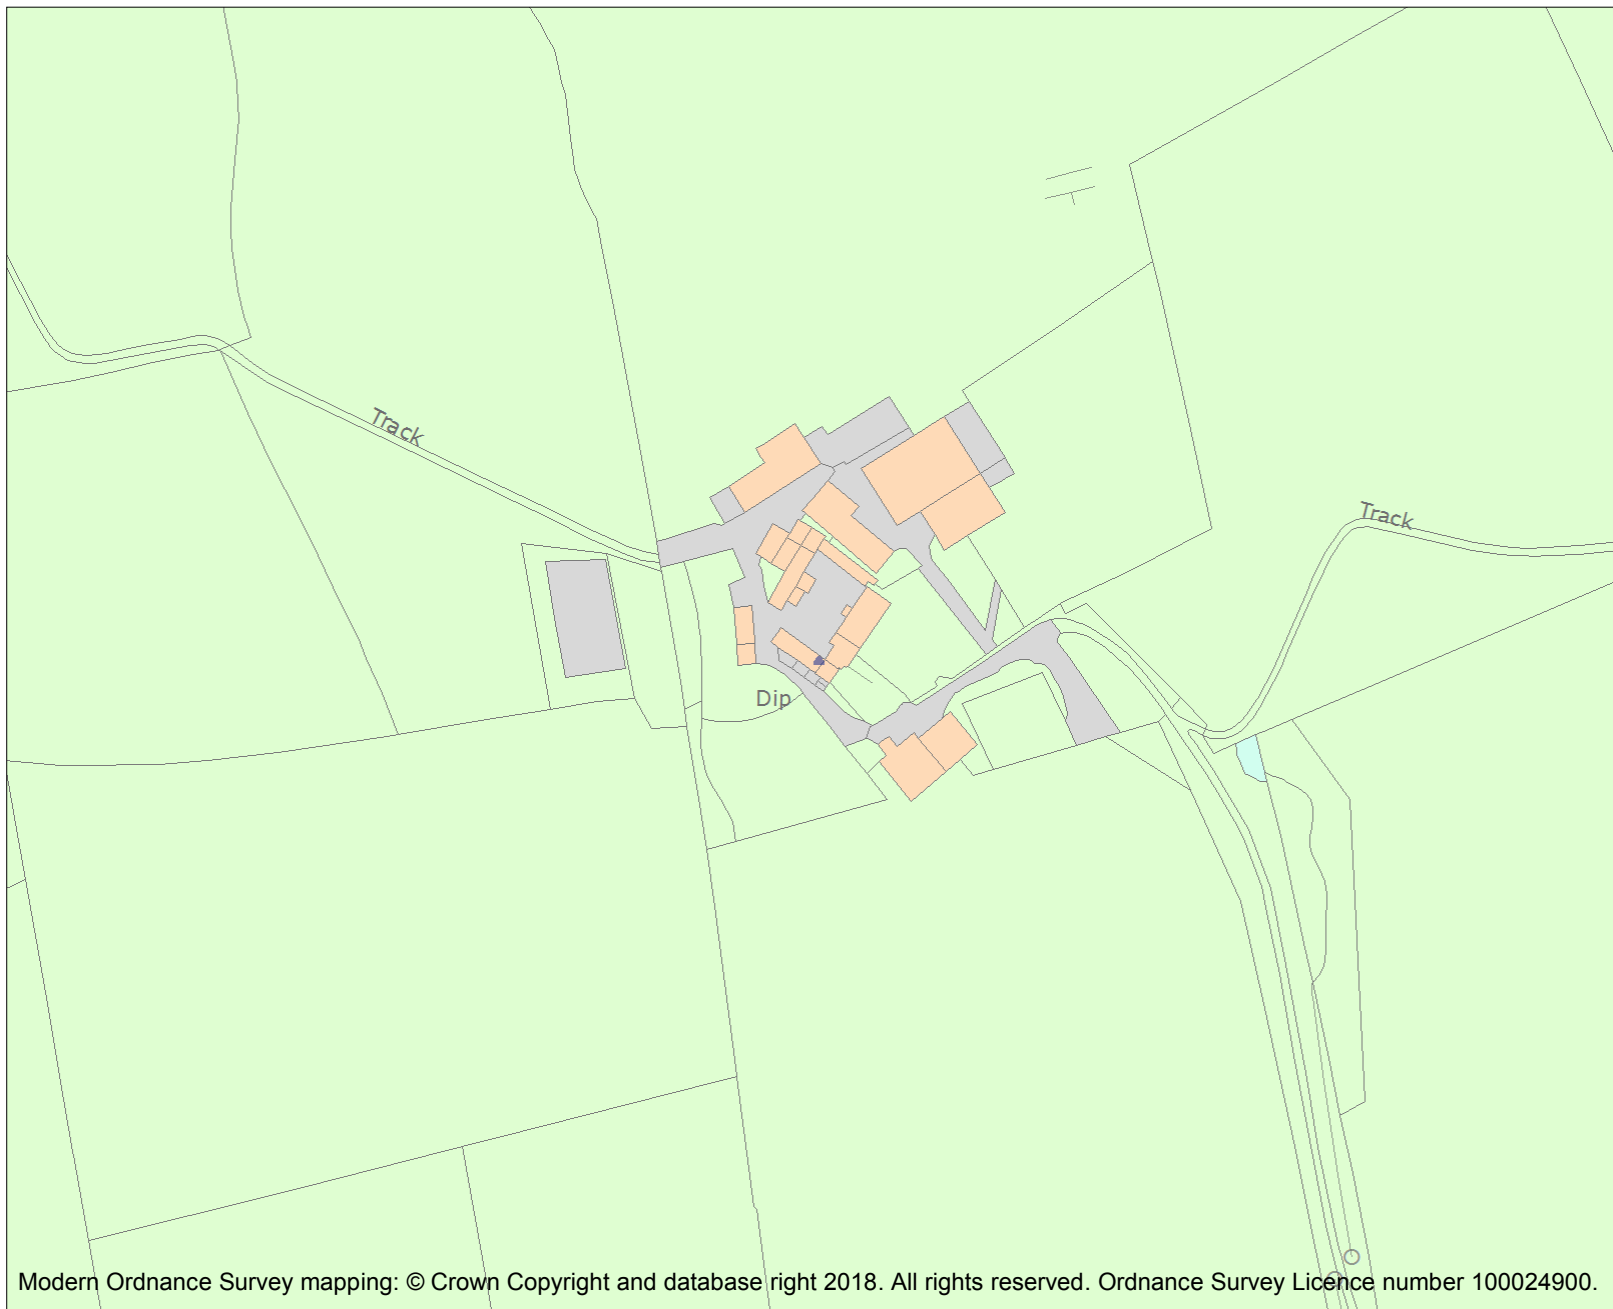 Track
Track
Dip
Modern Ordnance Survey mapping: © Crown Copyright and database right 2018. All rights reserved. Ordnance Survey Licence number 100024900.